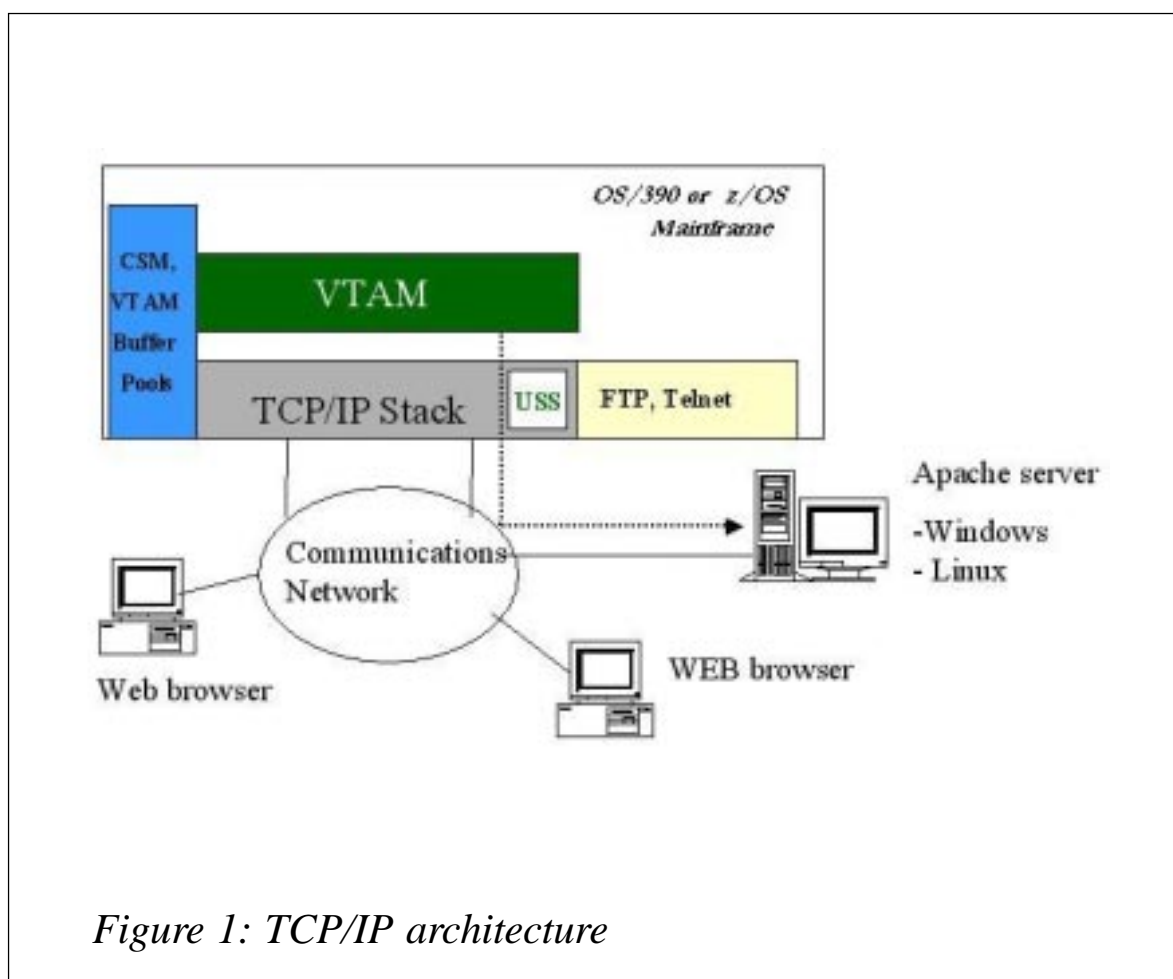 OS/390 or z/OS
Mainframe
CSM,
VTAM
Buffer
Pools
VTAM
TCP/IP Stack
USS
FTP, Telnet
Apache server
-Windows
- Linux
Communications
Network
Web browser
WEB browser
Figure 1: TCP/IP architecture